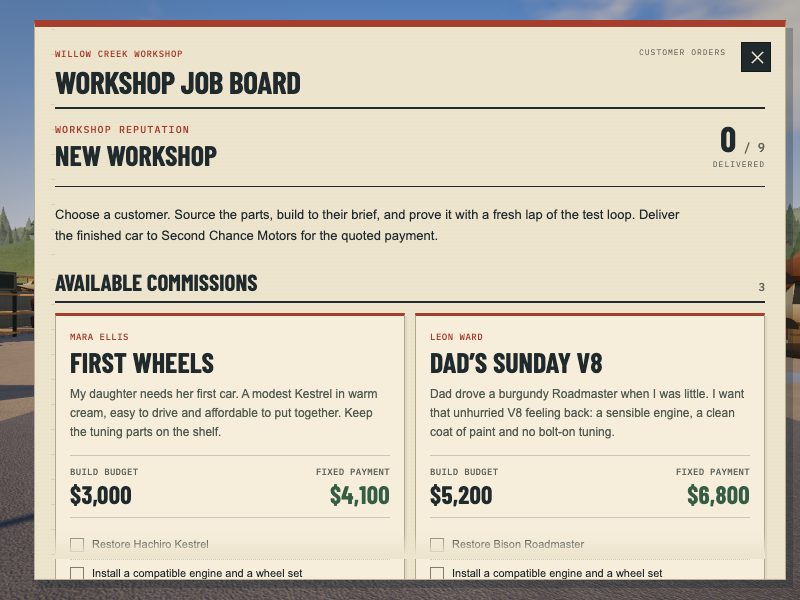 WILLOW CREEK WORKSHOP
CUSTOMER ORDERS
WORKSHOP JOB BOARD
WORKSHOP REPUTATION
NEW WORKSHOP
0 / 9
DELIVERED
Choose a customer. Source the parts, build to their brief, and prove it with a fresh lap of the test loop. Deliver
the finished car to Second Chance Motors for the quoted payment.
AVAILABLE COMMISSIONS
3
MARA ELLIS
FIRST WHEELS
My daughter needs her first car. A modest Kestrel in warm
cream, easy to drive and affordable to put together. Keep
the tuning parts on the shelf.
BUILD BUDGET FIXED PAYMENT
$3,000 $4,100
Restore Hachiro Kestrel
Install a compatible engine and a wheel set
LEON WARD
DAD'S SUNDAY V8
Dad drove a burgundy Roadmaster when I was little. I want
that unhurried V8 feeling back: a sensible engine, a clean
coat of paint and no bolt-on tuning.
BUILD BUDGET FIXED PAYMENT
$5,200 $6,800
Restore Bison Roadmaster
Install a compatible engine and a wheel set